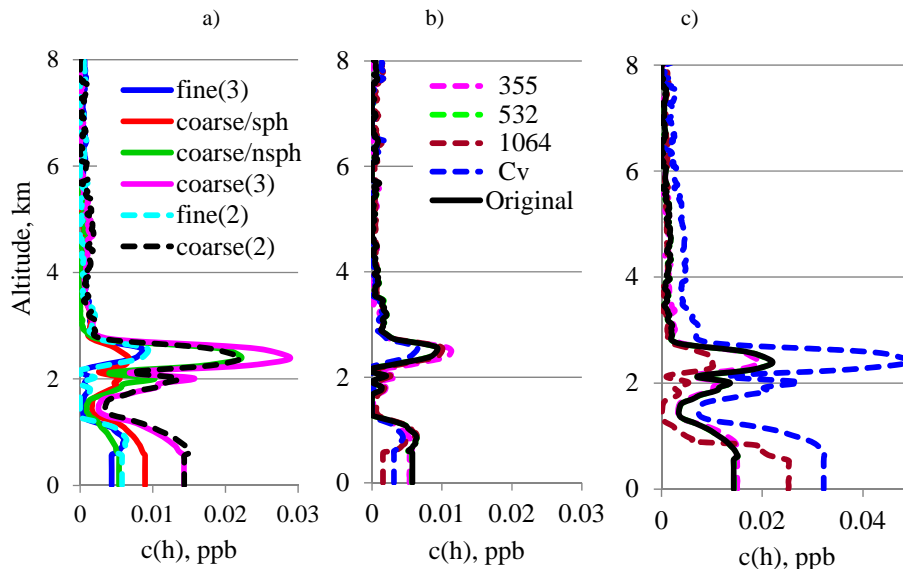 a) b) c)
8 8 8
fine(3) 355
coarse/sph 532
coarse/nsph 1064
6 6 6
coarse(3) Cv
fine(2) Original
coarse(2)
Altitude, km
4 4 4
2 2 2
0 0 0
0 0.01 0.02 0.03 0 0.01 0.02 0.03 0 0.02 0.04
c(h), ppb c(h), ppb c(h), ppb